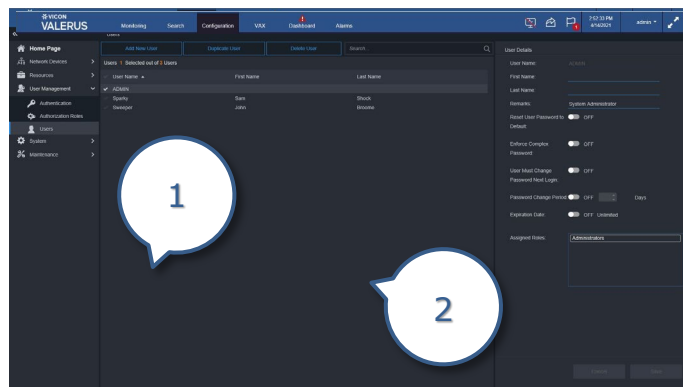 VICON
VALERUS
Monitoring Search Configuration VAX Dashboard Alarms
2:57:33 PM
4/14/2021
admin
Users
Home Page
Network Devices
Resources
User Management
Authentication
Authorization Roles
Users
System
Maintenance
Add New User Duplicate User Delete User Search...
Users 1 Selected out of 3 Users
User Name First Name Last Name
ADMIN
Sparky Sam Shock
Sweeper John Broome
1
2
User Details
User Name: ADMIN
First Name:
Last Name:
Remarks: System Administrator
Reset User Password to OFF
Default:
Enforce Complex OFF
Password:
User Must Change OFF
Password Next Login:
Password Change Period: OFF Days
Expiration Date: OFF Unlimited
Assigned Roles: Administrators
Cancel Save